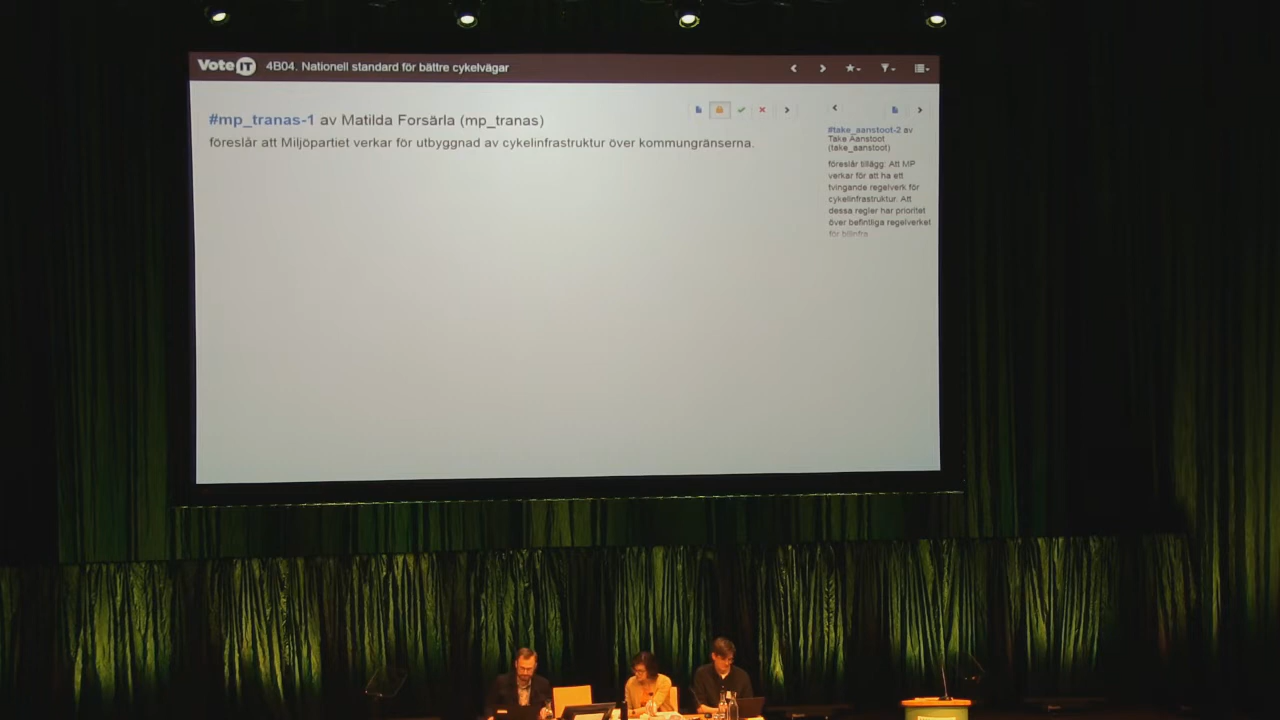 VoteIT 4B04. Nationell standard för bättre cykelvägar
#mp_tranas-1 av Matilda Forsärla (mp_tranas)
föreslår att Miljöpartiet verkar för utbyggnad av cykelinfrastruktur över kommungränserna.
#take_aanstoot-2 av
Take Aanstoot
(take_aanstoot)
föreslår tillägg: Att MP
verkar för att ha ett
tvingande regelverk för
cykelinfrastruktur. Att
dessa regler har prioritet
över befintliga regelverket
för bilinfra